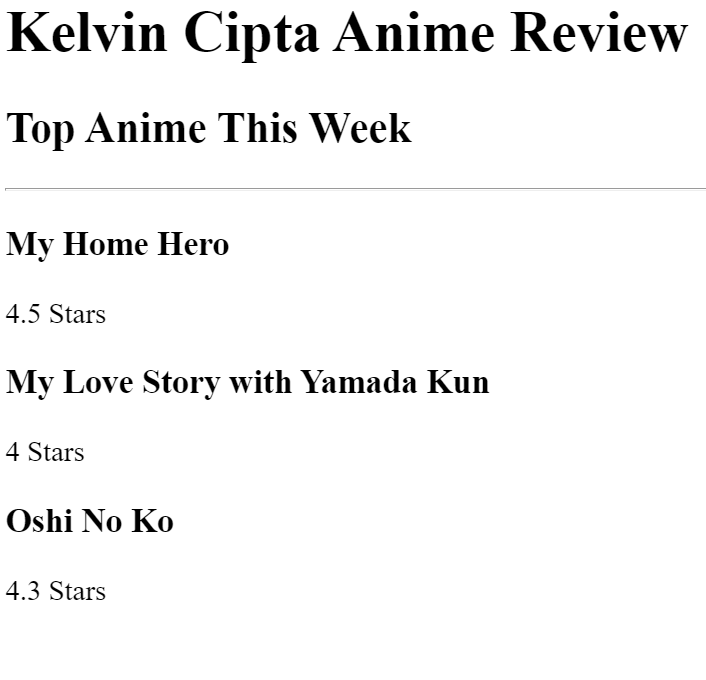 Kelvin Cipta Anime Review
Top Anime This Week
My Home Hero
4.5 Stars
My Love Story with Yamada Kun
4 Stars
Oshi No Ko
4.3 Stars